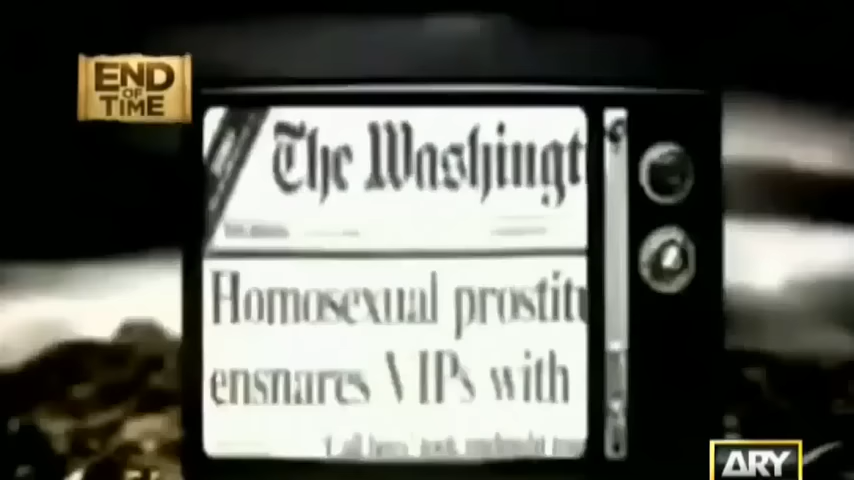 END
OF
TIME
The Washingt
Homosexual prostitu
ensnares VIPs with
ARY